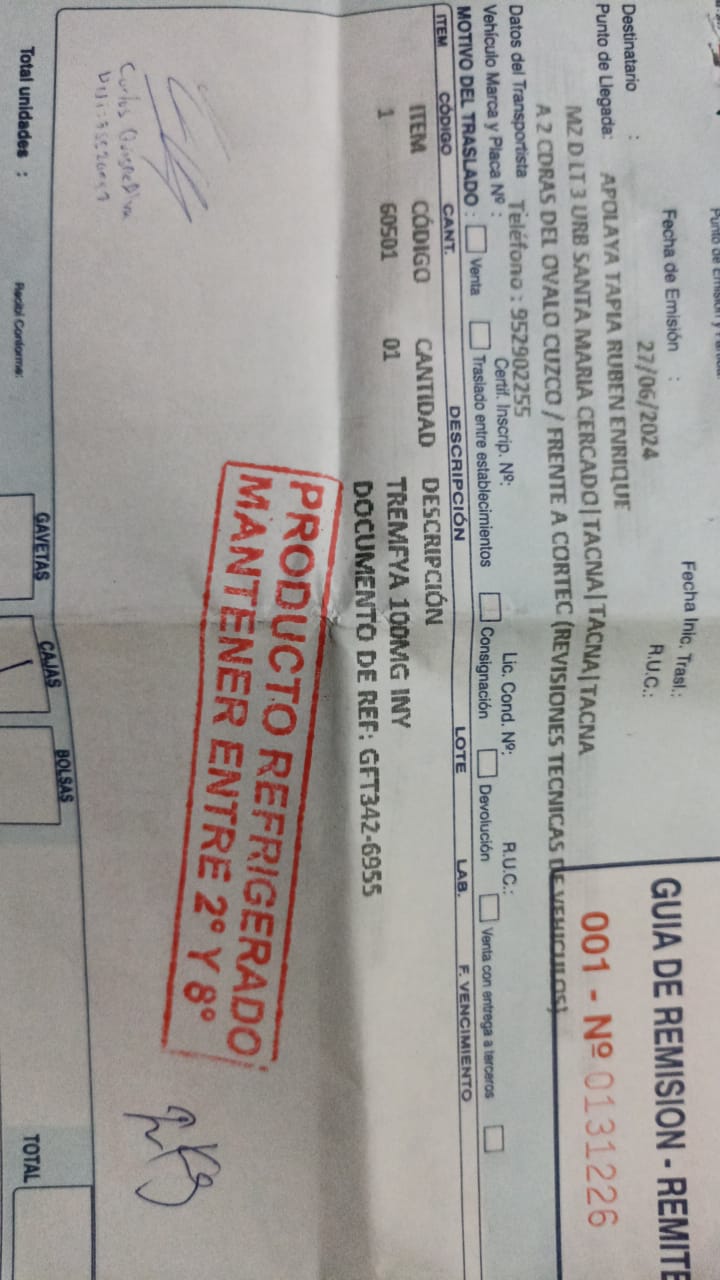 GUIA DE REMISION - REMITE
001 - Nº 0131226
Fecha de Emisión :
27/06/2024
Fecha Inic. Trasl.:
Destinatario :
APOLAYA TAPIA RUBEN ENRIQUE
R.U.C.:
Punto de Llegada:
MZ D LT 3 URB SANTA MARIA CERCADO|TACNA|TACNA|TACNA
A 2 CDRAS DEL OVALO CUZCO / FRENTE A CORTEC (REVISIONES TECNICAS DE VEHICULOS)
Datos del Transportista Teléfono : 952902255
Vehículo Marca y Placa Nº : Certif. Inscrip. Nº: Lic. Cond. Nº: R.U.C.:
MOTIVO DEL TRASLADO : Venta Traslado entre establecimientos Consignación Devolución Venta con entrega a terceros
ITEM CÓDIGO CANT. DESCRIPCIÓN LOTE LAB. F. VENCIMIENTO
ITEM CÓDIGO CANTIDAD DESCRIPCIÓN
1 60501 01 TREMFYA 100MG INY
DOCUMENTO DE REF: GFT342-6955
PRODUCTO REFRIGERADO
MANTENER ENTRE 2° Y 8°
Carlos
Total unidades :
Recibí Conforme:
GAVETAS
CAJAS
BOLSAS
TOTAL